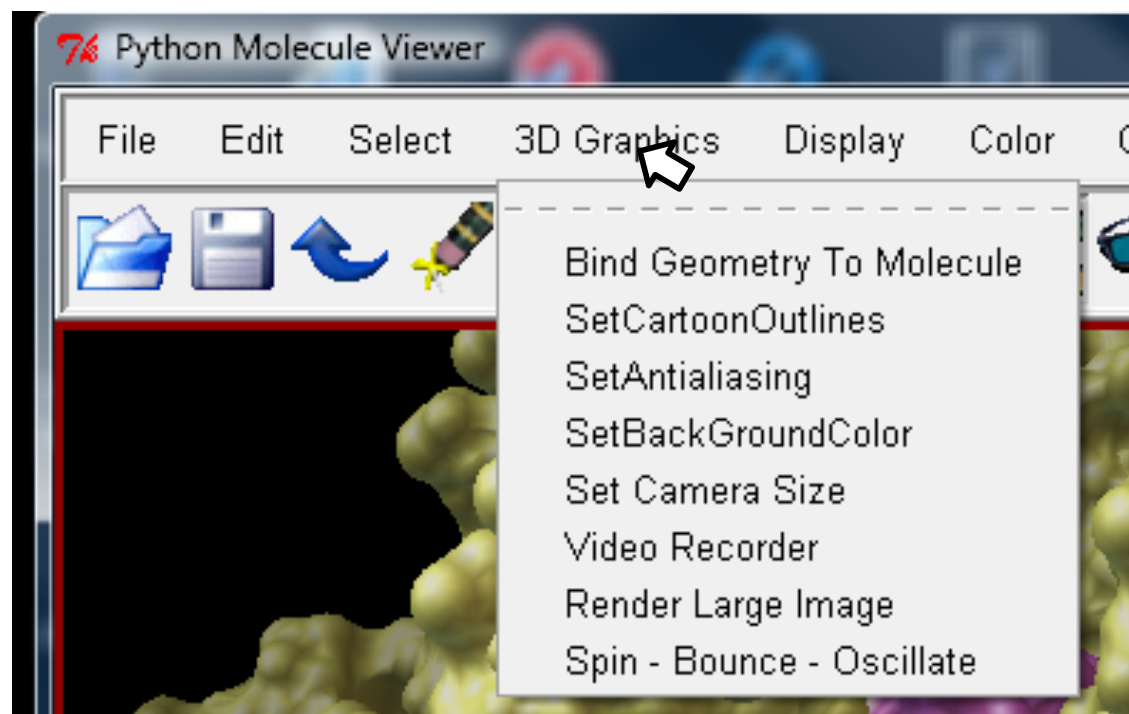 Tk Python Molecule Viewer
File Edit Select 3D Graphics Display Color
Bind Geometry To Molecule
SetCartoonOutlines
SetAntialiasing
SetBackGroundColor
Set Camera Size
Video Recorder
Render Large Image
Spin - Bounce - Oscillate